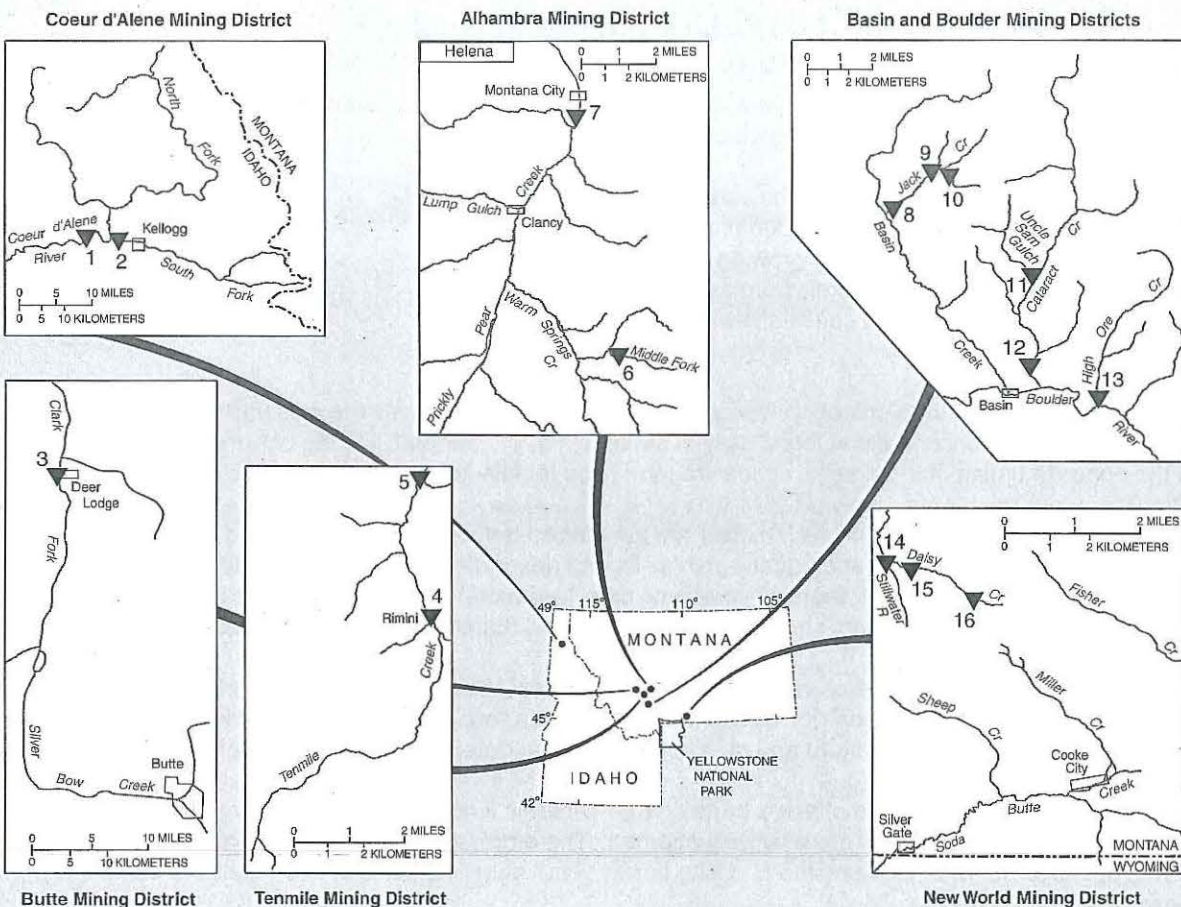 Coeur d'Alene Mining District
North
Fork
MONTANA
IDAHO
Coeur d'Alene
River
Kellogg
1
2
South
Fork
0 5 10 MILES
0 5 10 KILOMETERS
Alhambra Mining District
Helena
0 1 2 MILES
0 1 2 KILOMETERS
Montana City
7
Creek
Lump Gulch
Clancy
Warm
Springs
Cr
Pear
Prickly
Middle Fork
6
Basin and Boulder Mining Districts
0 1 2 MILES
0 1 2 KILOMETERS
9
Cr
Jack
10
8
Basin
Uncle
Sam
Gulch
Cr
11
Cataract
Cr
Ore
High
12
13
Creek
Basin
Boulder
River
Clark
3
Deer
Lodge
Fork
Silver
Bow
Creek
Butte
0 5 10 MILES
0 5 10 KILOMETERS
Butte Mining District
5
4
Rimini
Creek
Tenmile
0 1 2 MILES
0 1 2 KILOMETERS
Tenmile Mining District
49°
115°
110°
105°
MONTANA
45°
IDAHO
42°
YELLOWSTONE
NATIONAL
PARK
0 1 2 MILES
0 1 2 KILOMETERS
14
Daisy
15
Stillwater
R
16
Cr
Fisher
Cr
Miller
Cr
Sheep
Cr
Cooke
City
Creek
Butte
Silver
Gate
Soda
MONTANA
WYOMING
New World Mining District